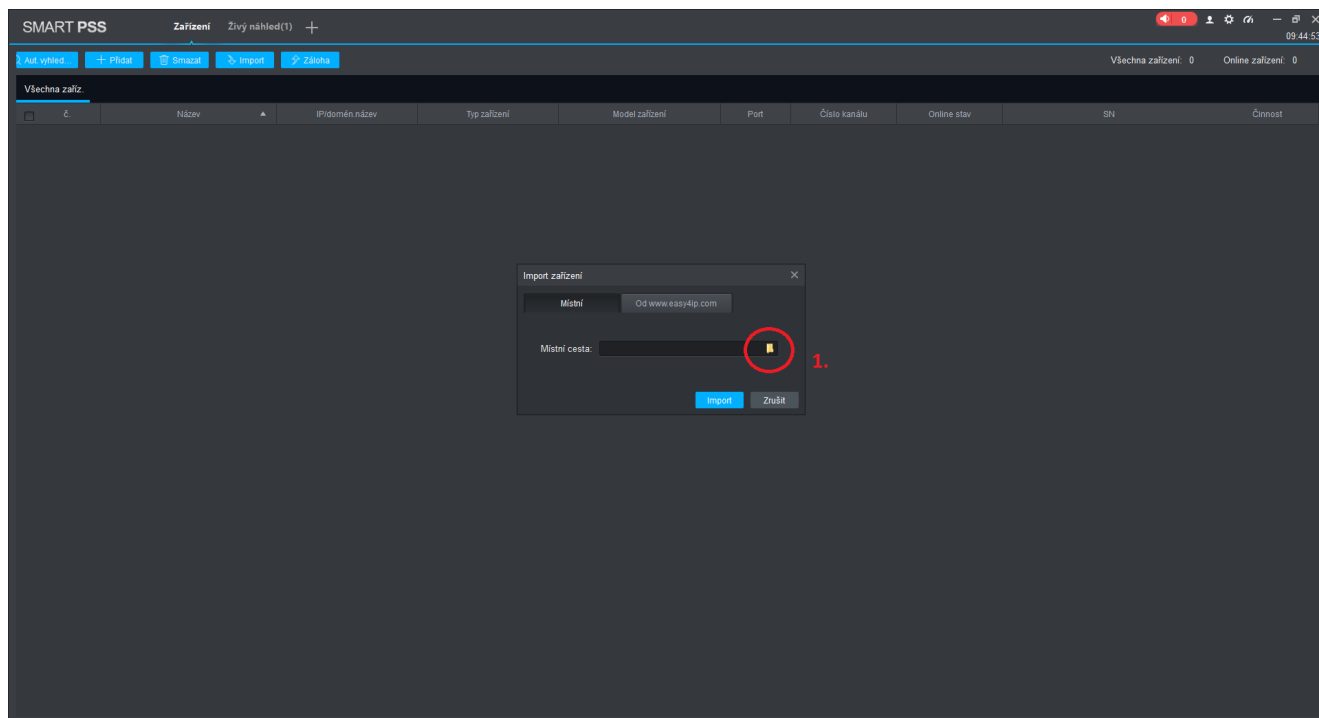 SMART PSS Zařízení Živý náhled(1) 0
09:44:53
Aut. vyhled... Přidat Smazat Import Záloha Všechna zařízení: 0 Online zařízení: 0
Všechna zaříz.
č. Název IP/domén.název Typ zařízení Model zařízení Port Číslo kanálu Online stav SN Činnost
Import zařízení
Místní Od www.easy4ip.com
Místní cesta:
1.
Import Zrušit